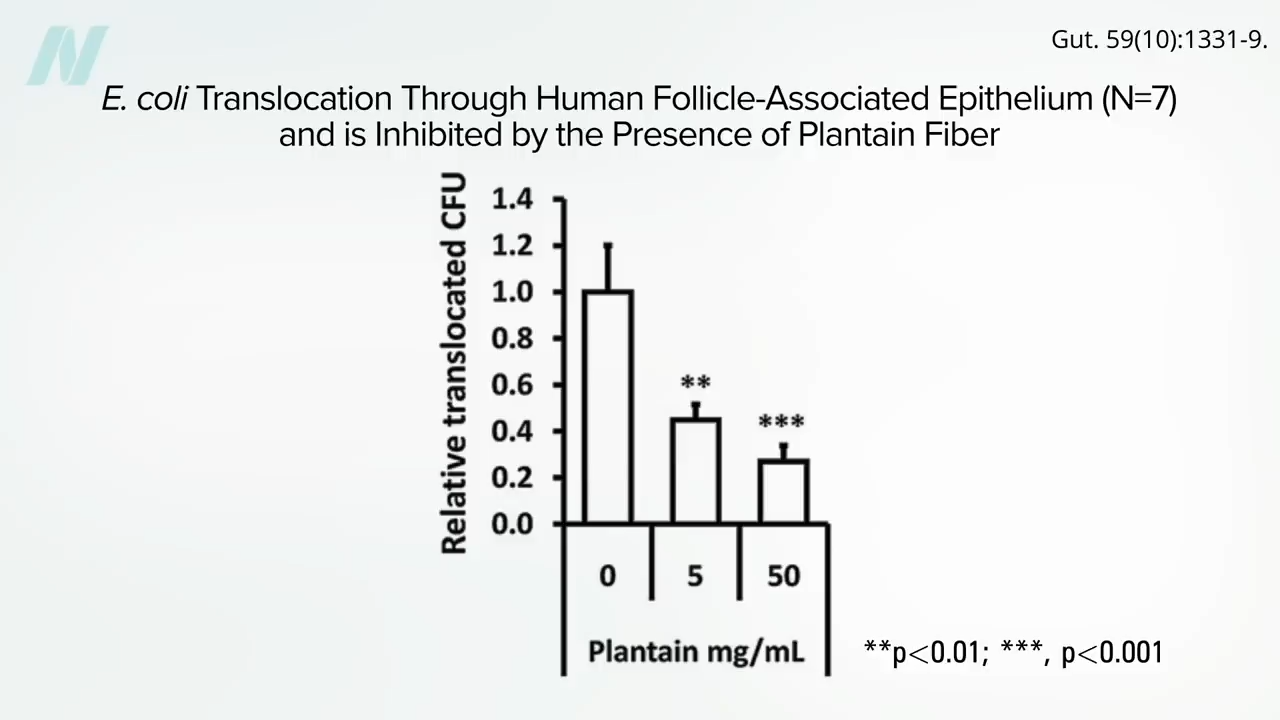 N
Gut. 59(10):1331-9.
E. coli Translocation Through Human Follicle-Associated Epithelium (N=7)
and is Inhibited by the Presence of Plantain Fiber
Relative translocated CFU
1.4
1.2
1.0
0.8
0.6
0.4
0.2
0.0
**
***
0 5 50
Plantain mg/mL
**p<0.01; ***, p<0.001